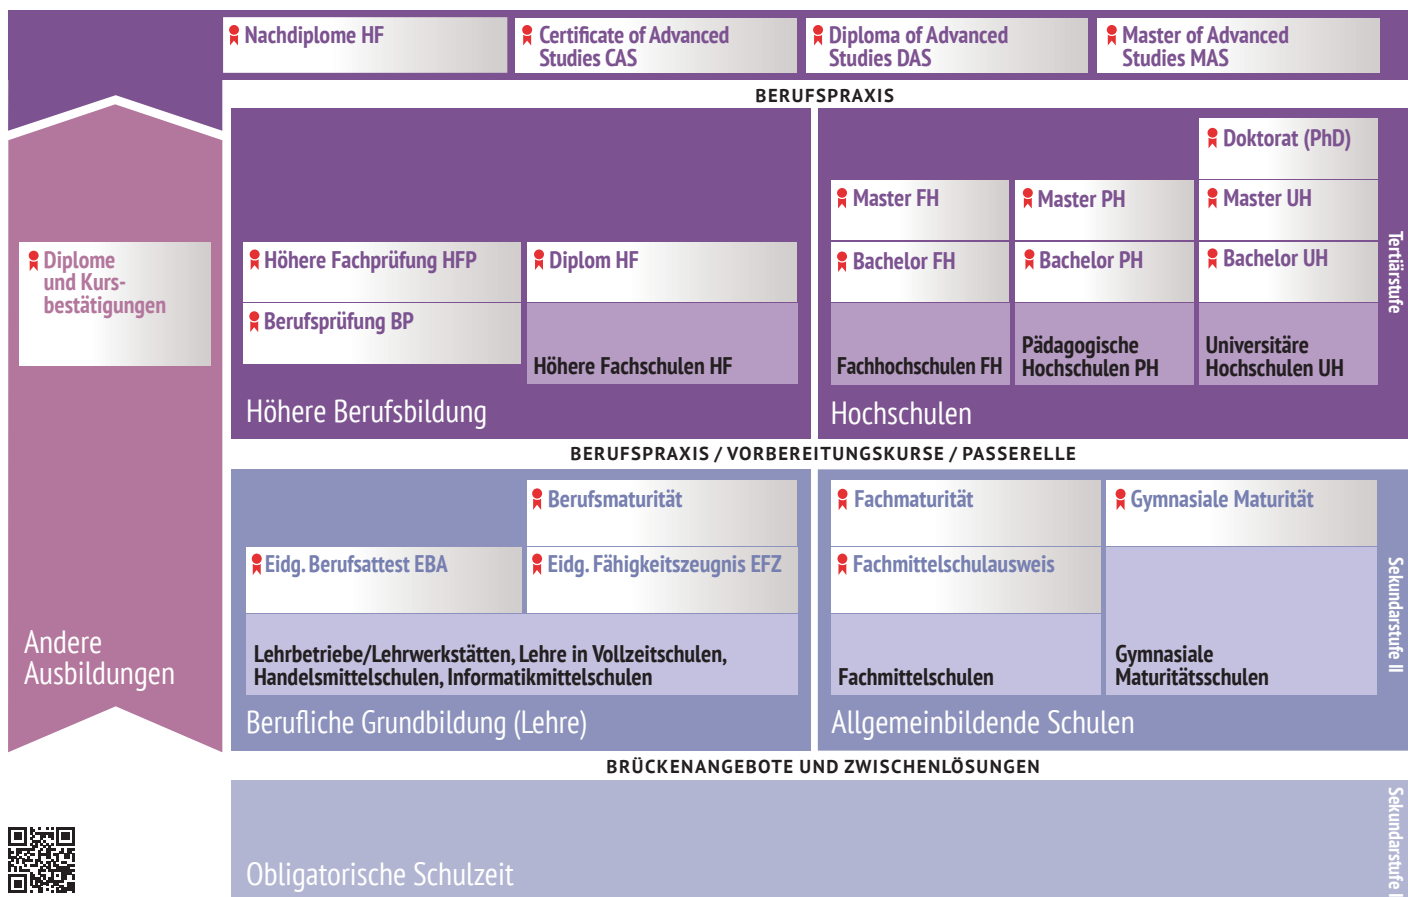 Nachdiplome HF
Certificate of Advanced
Studies CAS
Diploma of Advanced
Studies DAS
Master of Advanced
Studies MAS
BERUFSPRAXIS
Doktorat (PhD)
Master FH
Master PH
Master UH
Bachelor FH
Bachelor PH
Bachelor UH
Fachhochschulen FH
Pädagogische
Hochschulen PH
Universitäre
Hochschulen UH
Hochschulen
Tertiärstufe
Höhere Fachprüfung HFP
Diplom HF
Berufsprüfung BP
Höhere Fachschulen HF
Höhere Berufsbildung
Diplome
und Kurs-
bestätigungen
Andere
Ausbildungen
BERUFSPRAXIS / VORBEREITUNGSKURSE / PASSERELLE
Berufsmaturität
Eidg. Berufsattest EBA
Eidg. Fähigkeitszeugnis EFZ
Lehrbetriebe/Lehrwerkstätten, Lehre in Vollzeitschulen,
Handelsmittelschulen, Informatikmittelschulen
Berufliche Grundbildung (Lehre)
Fachmaturität
Gymnasiale Maturität
Fachmittelschulausweis
Fachmittelschulen
Gymnasiale
Maturitätsschulen
Allgemeinbildende Schulen
Sekundarstufe II
BRÜCKENANGEBOTE UND ZWISCHENLÖSUNGEN
Obligatorische Schulzeit
Sekundarstufe I